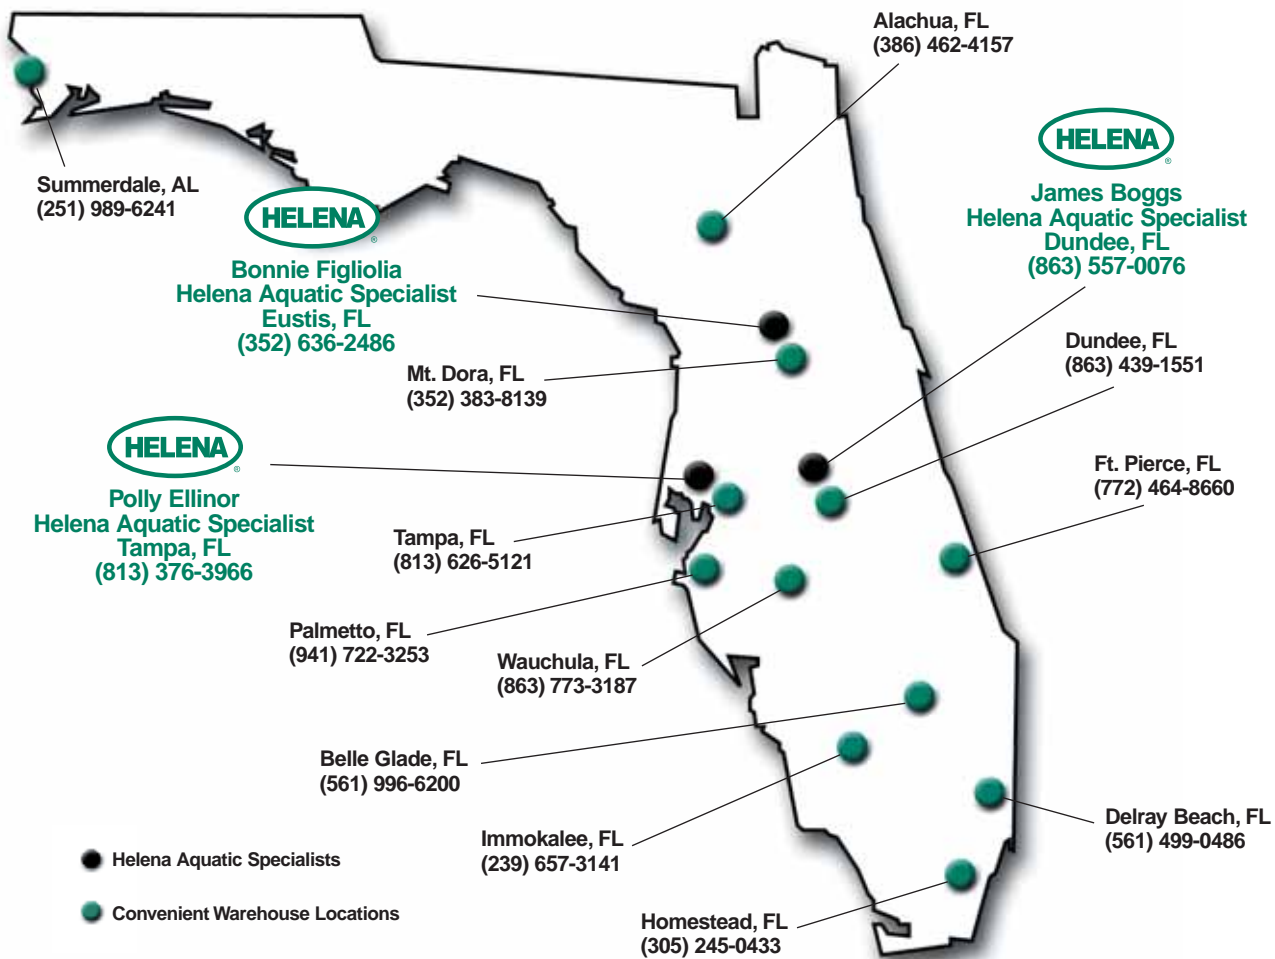 Alachua, FL
(386) 462-4157
Summerdale, AL
(251) 989-6241
HELENA
®
Bonnie Figliolia
Helena Aquatic Specialist
Eustis, FL
(352) 636-2486
HELENA
®
James Boggs
Helena Aquatic Specialist
Dundee, FL
(863) 557-0076
Dundee, FL
(863) 439-1551
Mt. Dora, FL
(352) 383-8139
HELENA
®
Polly Ellinor
Helena Aquatic Specialist
Tampa, FL
(813) 376-3966
Ft. Pierce, FL
(772) 464-8660
Tampa, FL
(813) 626-5121
Palmetto, FL
(941) 722-3253
Wauchula, FL
(863) 773-3187
Belle Glade, FL
(561) 996-6200
Immokalee, FL
(239) 657-3141
Delray Beach, FL
(561) 499-0486
Homestead, FL
(305) 245-0433
Helena Aquatic Specialists
Convenient Warehouse Locations